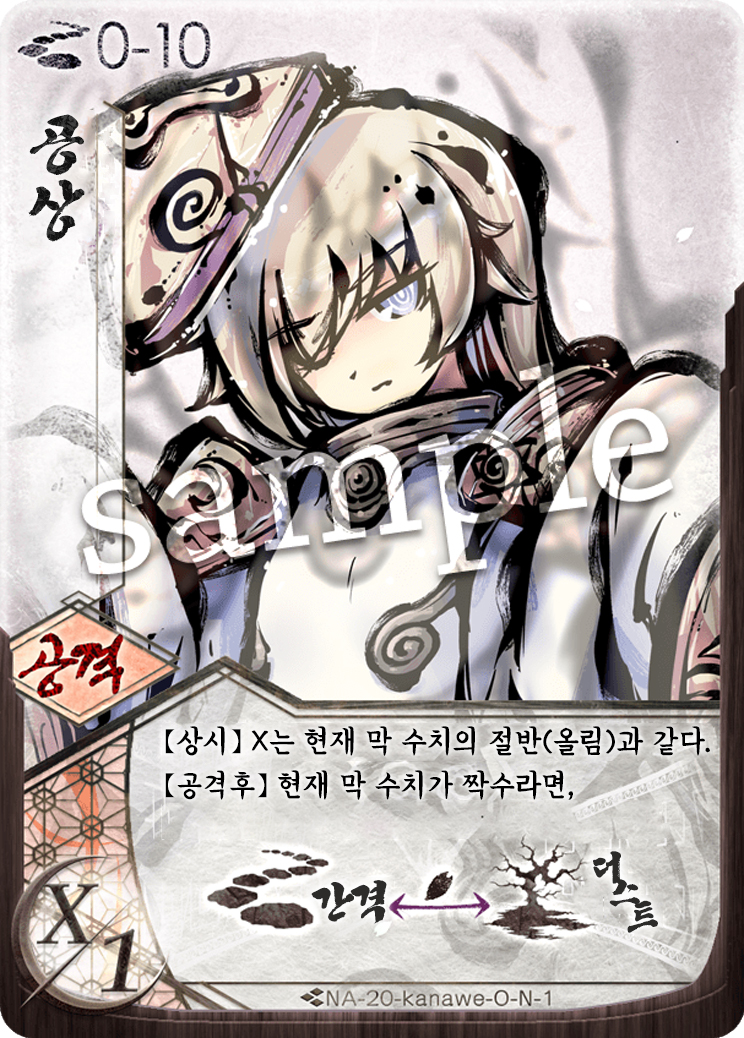 0-10
공상
sample
공격
【상시】 X는 현재 막 수치의 절반(올림)과 같다.
【공격후】 현재 막 수치가 짝수라면,
간격
더스트
X/1
NA-20-kanawe-O-N-1